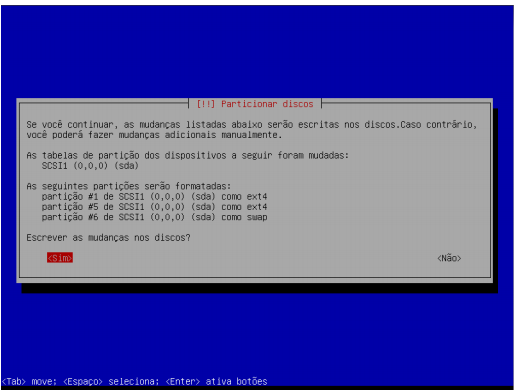 [!!] Particionar discos
Se você continuar, as mudanças listadas abaixo serão escritas nos discos.Caso contrário,
você poderá fazer mudanças adicionais manualmente.
As tabelas de partição dos dispositivos a seguir foram mudadas:
SCSI1 (0,0,0) (sda)
As seguintes partições serão formatadas:
partição #1 de SCSI1 (0,0,0) (sda) como ext4
partição #5 de SCSI1 (0,0,0) (sda) como ext4
partição #6 de SCSI1 (0,0,0) (sda) como swap
Escrever as mudanças nos discos?
<Sim> <Não>
<Tab> move; <Espaço> seleciona; <Enter> ativa botões